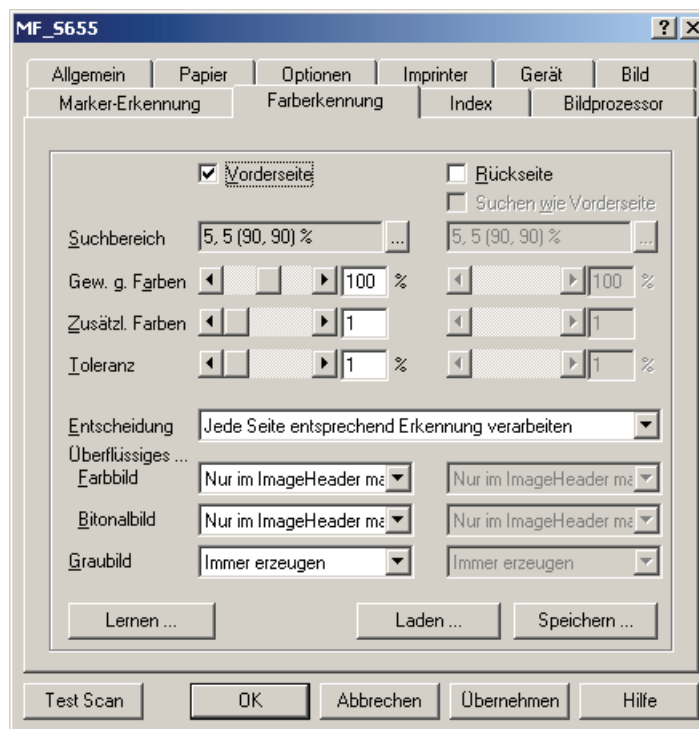 MF_S655
Allgemein Papier Optionen Imprinter Gerät Bild
Marker-Erkennung Farberkennung Index Bildprozessor
Vorderseite Rückseite
Suchen wie Vorderseite
Suchbereich 5, 5 (90, 90) % ... 5, 5 (90, 90) % ...
Gew. g. Farben 100 % 100 %
Zusätzl. Farben 1 1
Toleranz 1 % 1 %
Entscheidung Jede Seite entsprechend Erkennung verarbeiten
Überflüssiges ...
Farbbild Nur im ImageHeader ma Nur im ImageHeader ma
Bitonalbild Nur im ImageHeader ma Nur im ImageHeader ma
Graubild Immer erzeugen Immer erzeugen
Lernen ... Laden ... Speichern ...
Test Scan OK Abbrechen Übernehmen Hilfe